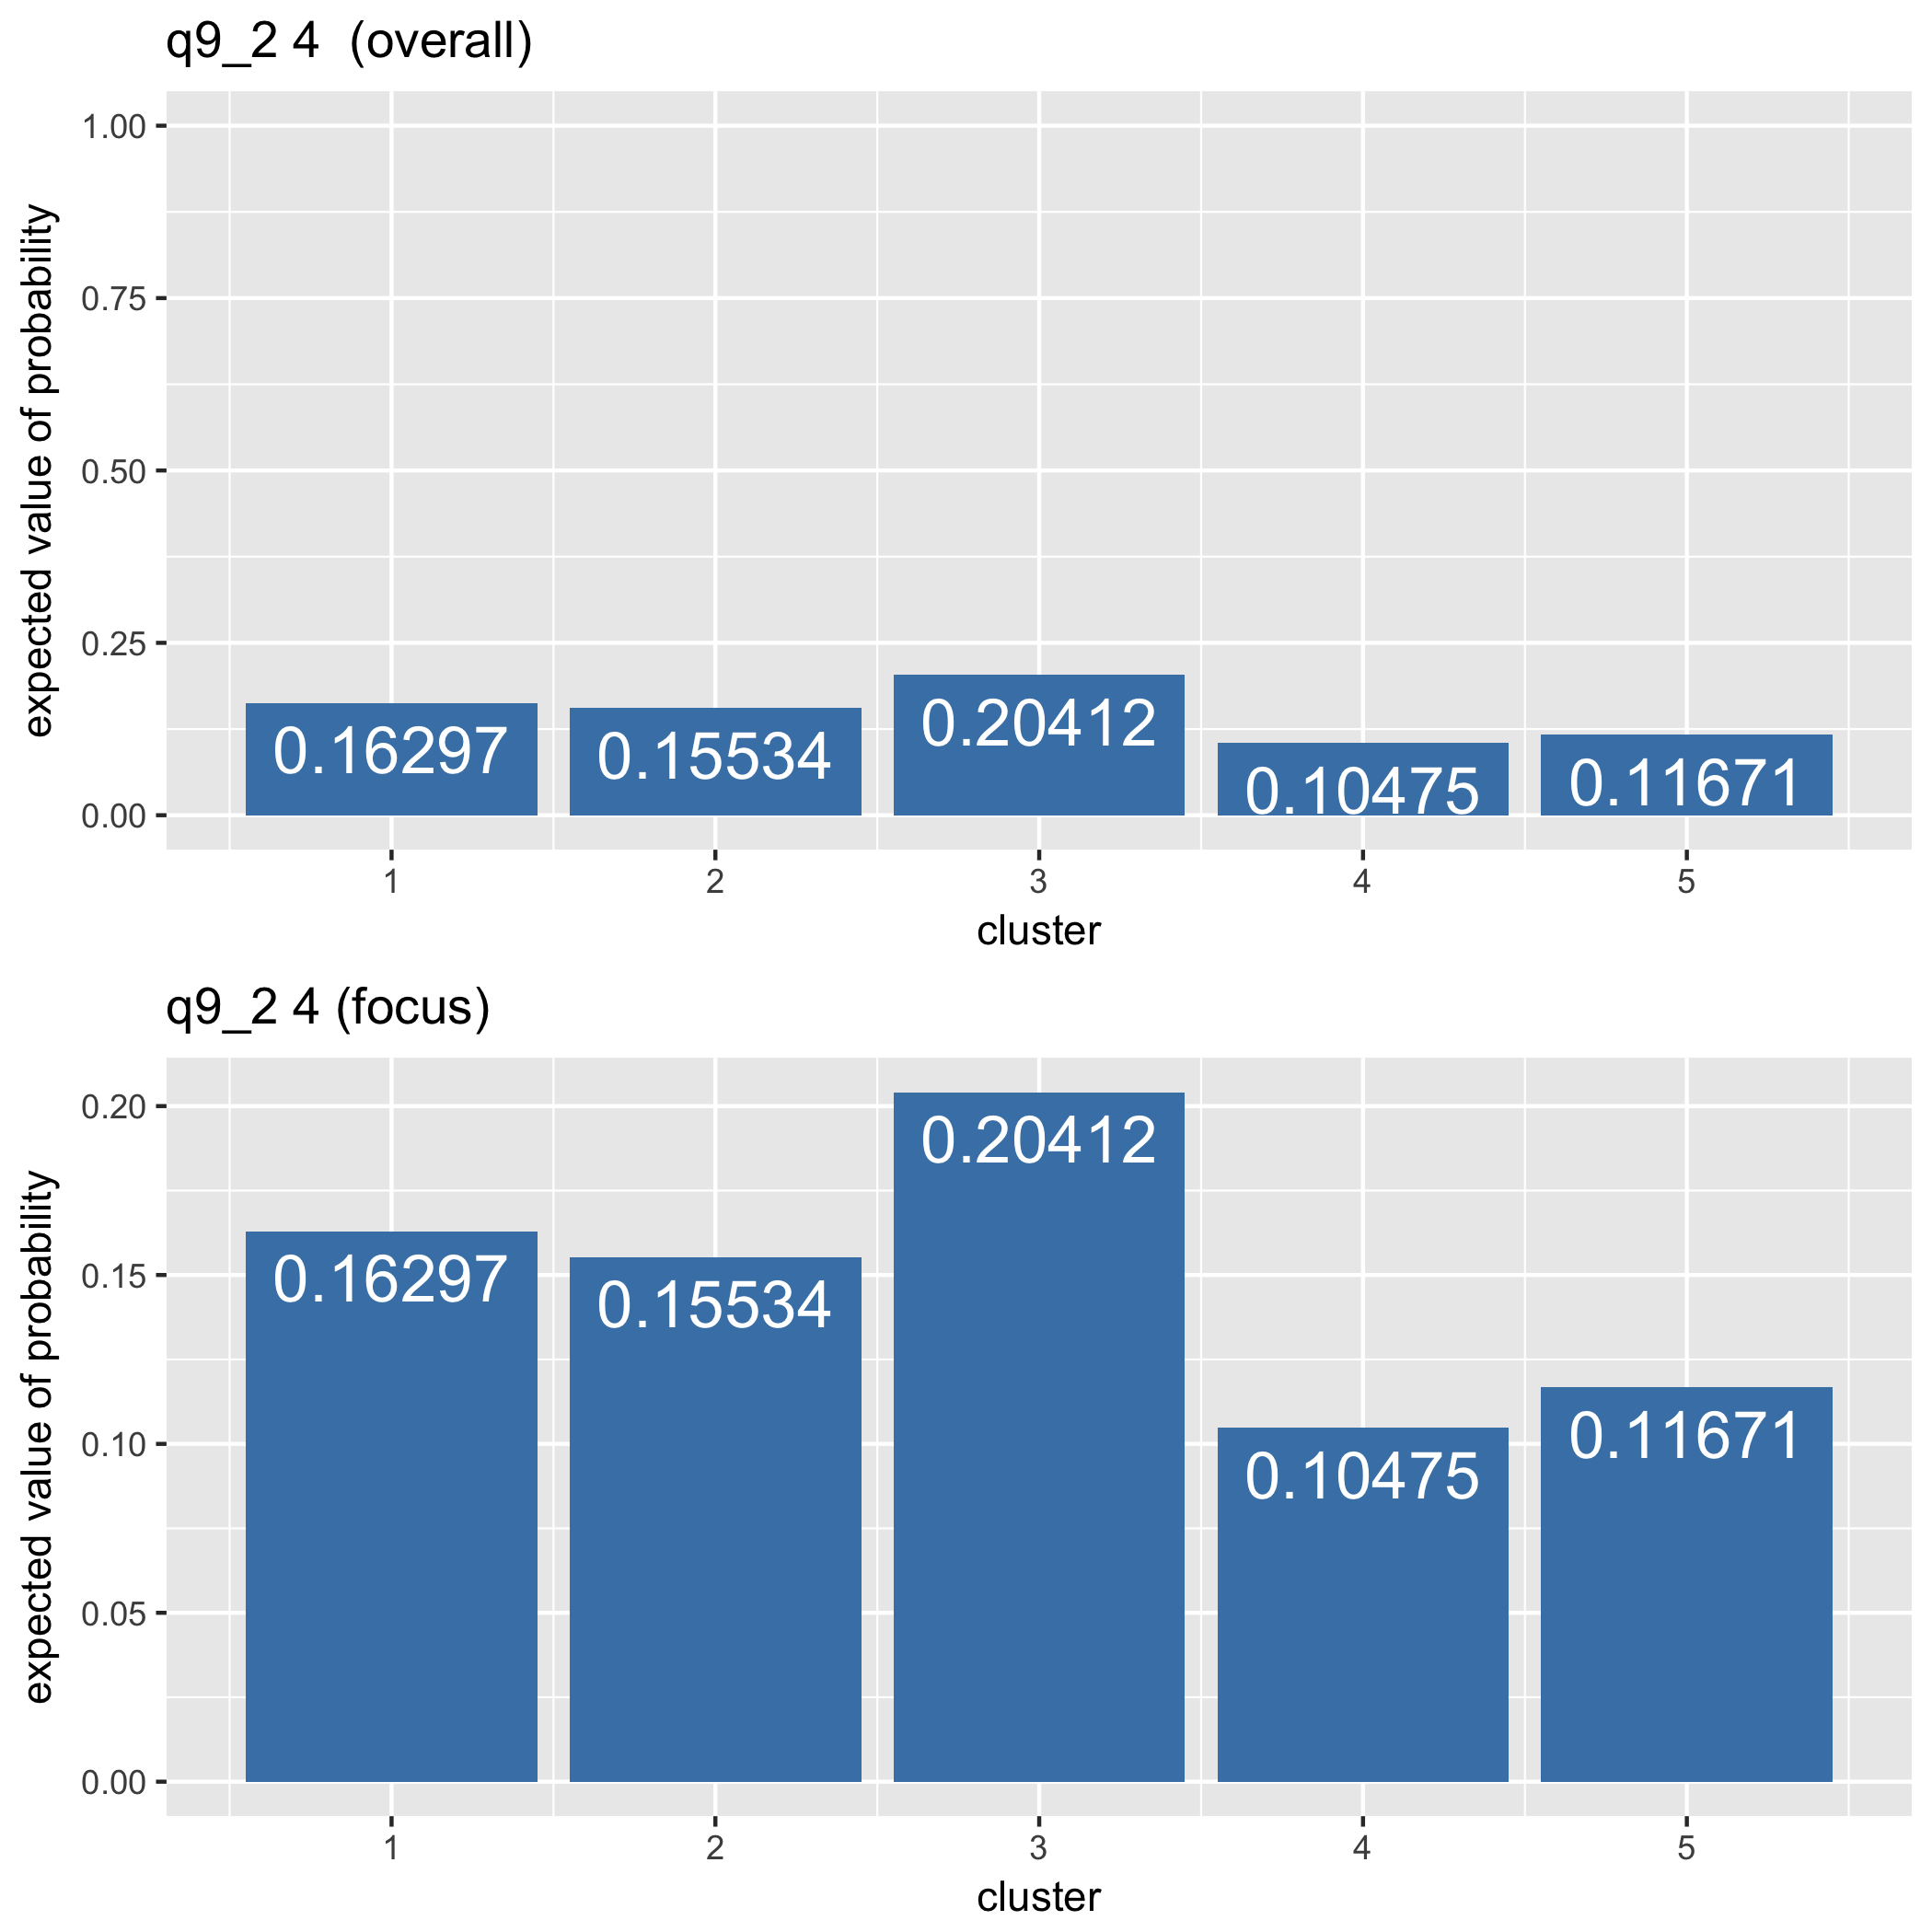 q9_2 4  (overall)
expected value of probability
1.00
0.75
0.50
0.25
0.00
0.16297
0.15534
0.20412
0.10475
0.11671
1 2 3 4 5
cluster
q9_2 4 (focus)
expected value of probability
0.20
0.15
0.10
0.05
0.00
0.16297
0.15534
0.20412
0.10475
0.11671
1 2 3 4 5
cluster